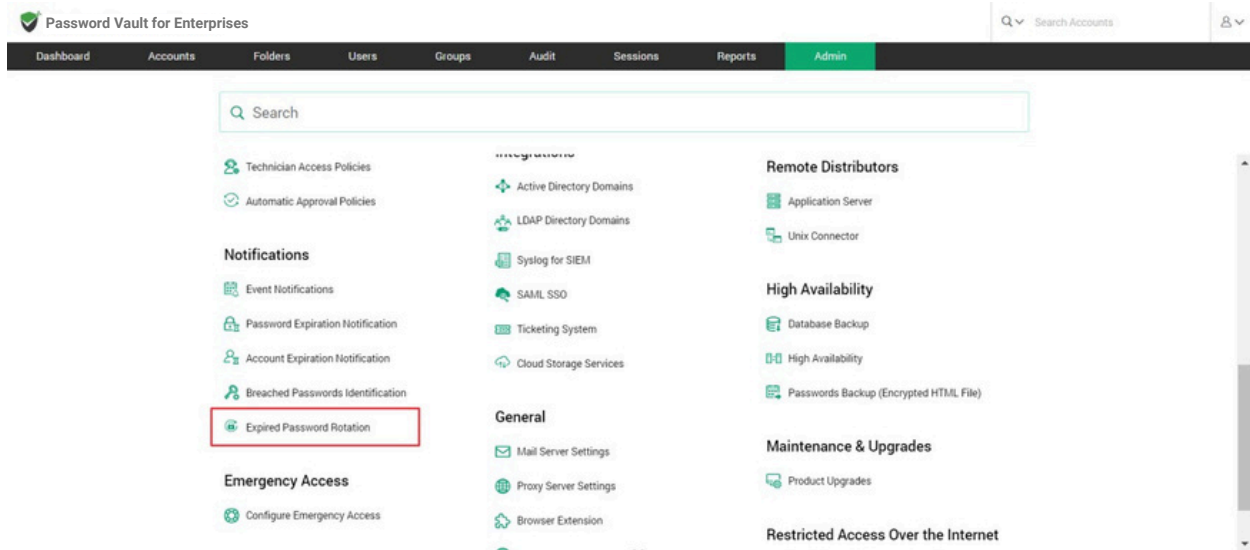 Password Vault for Enterprises
Search Accounts
Dashboard Accounts Folders Users Groups Audit Sessions Reports Admin
Search
Technician Access Policies
Automatic Approval Policies
Notifications
Event Notifications
Password Expiration Notification
Account Expiration Notification
Breached Passwords Identification
Expired Password Rotation
Emergency Access
Configure Emergency Access
Integrations
Active Directory Domains
LDAP Directory Domains
Syslog for SIEM
SAML SSO
Ticketing System
Cloud Storage Services
General
Mail Server Settings
Proxy Server Settings
Browser Extension
Remote Distributors
Application Server
Unix Connector
High Availability
Database Backup
High Availability
Passwords Backup (Encrypted HTML File)
Maintenance & Upgrades
Product Upgrades
Restricted Access Over the Internet